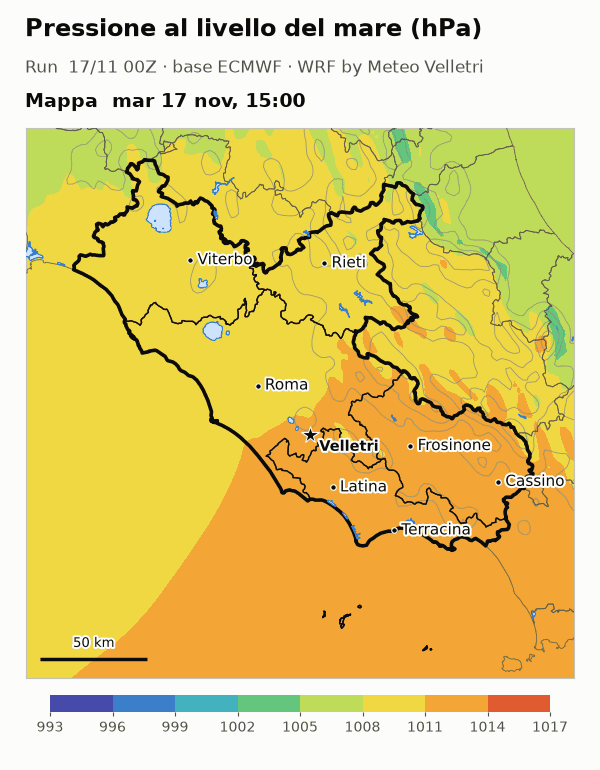 Pressione al livello del mare (hPa)
Run  17/11 00Z · base ECMWF · WRF by Meteo Velletri
Mappa  mar 17 nov, 15:00
Viterbo
Rieti
Roma
Velletri
Frosinone
Latina
Cassino
Terracina
50 km
993 996 999 1002 1005 1008 1011 1014 1017